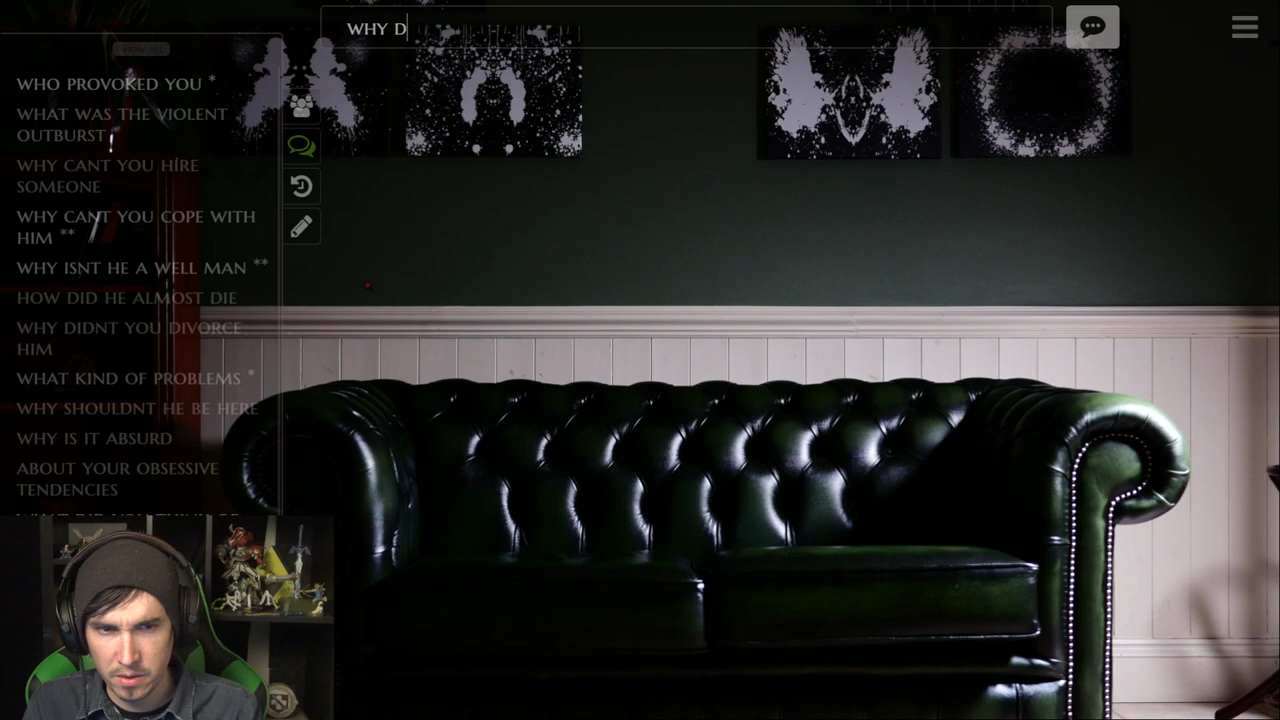 WHY D
SHOW ALL
WHO PROVOKED YOU *
WHAT WAS THE VIOLENT
OUTBURST *
WHY CANT YOU HIRE
SOMEONE
WHY CANT YOU COPE WITH
HIM **
WHY ISNT HE A WELL MAN **
HOW DID HE ALMOST DIE
WHY DIDNT YOU DIVORCE
HIM
WHAT KIND OF PROBLEMS *
WHY SHOULDNT HE BE HERE
WHY IS IT ABSURD
ABOUT YOUR OBSESSIVE
TENDENCIES